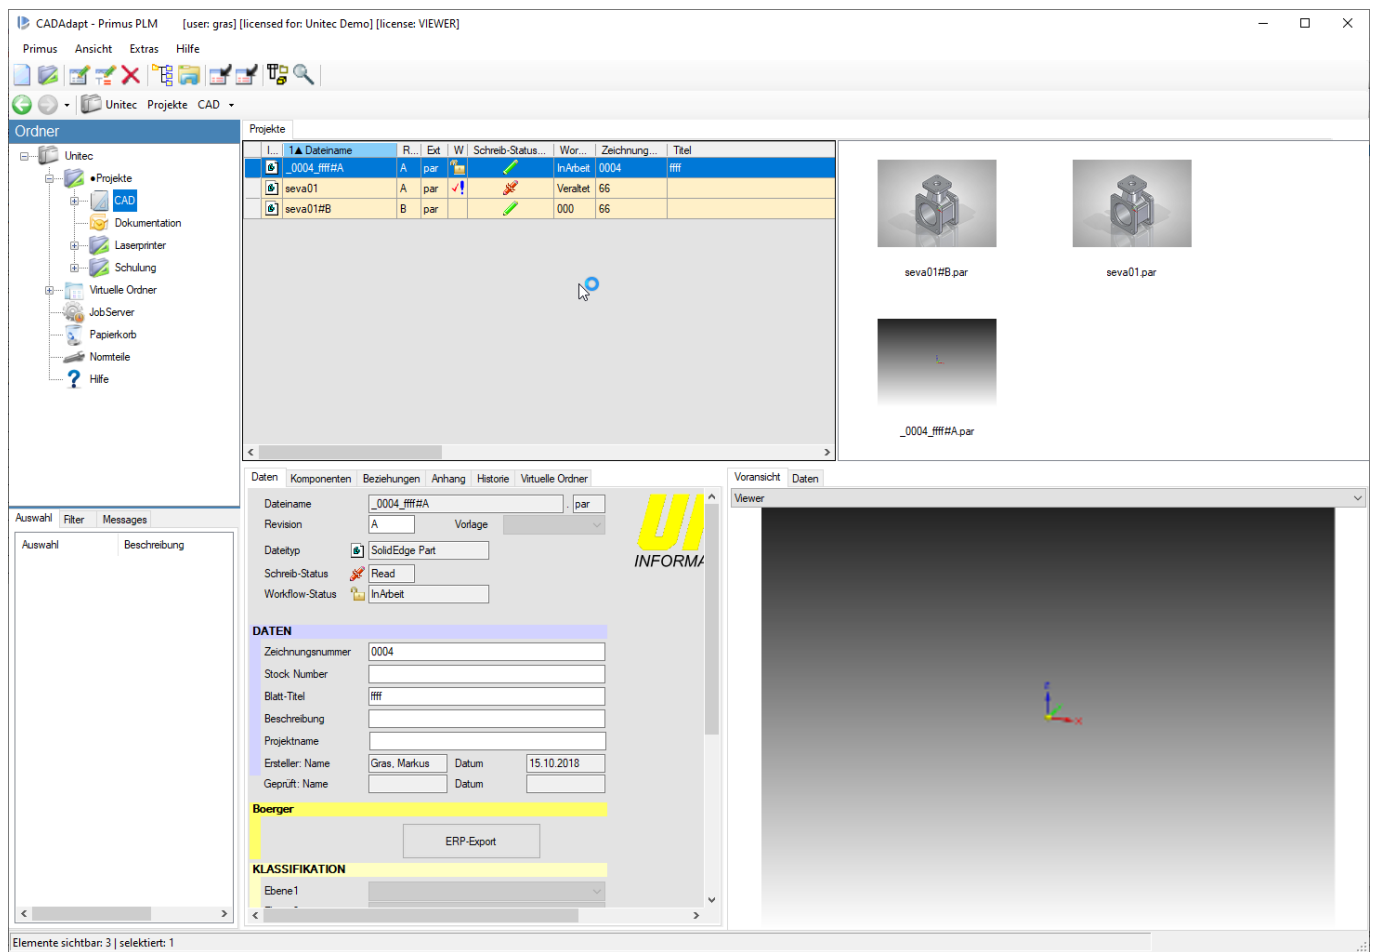 CADAdapt - Primus PLM [user: gras] [licensed for: Unitec Demo] [license: VIEWER]
Primus Ansicht Extras Hilfe
Unitec Projekte CAD
Ordner
Unitec
•Projekte
CAD
Dokumentation
Laserprinter
Schulung
Virtuelle Ordner
JobServer
Papierkorb
Normteile
Hilfe
Projekte
I... 1▲ Dateiname R... Ext W Schreib-Status... Wor... Zeichnung... Titel
_0004_ffff#A A par InArbeit 0004 ffff
seva01 A par Veraltet 66
seva01#B B par 000 66
seva01#B.par seva01.par
_0004_ffff#A.par
Auswahl Filter Messages
Auswahl Beschreibung
Daten Komponenten Beziehungen Anhang Historie Virtuelle Ordner
Dateiname _0004_ffff#A . par
Revision A Vorlage
Dateityp SolidEdge Part
Schreib-Status Read
Workflow-Status InArbeit
DATEN
Zeichnungsnummer 0004
Stock Number
Blatt-Titel ffff
Beschreibung
Projektname
Ersteller: Name Gras, Markus Datum 15.10.2018
Geprüft: Name Datum
Boerger
ERP-Export
KLASSIFIKATION
Ebene1
Voransicht Daten
Viewer
Z
X
Elemente sichtbar: 3 | selektiert: 1